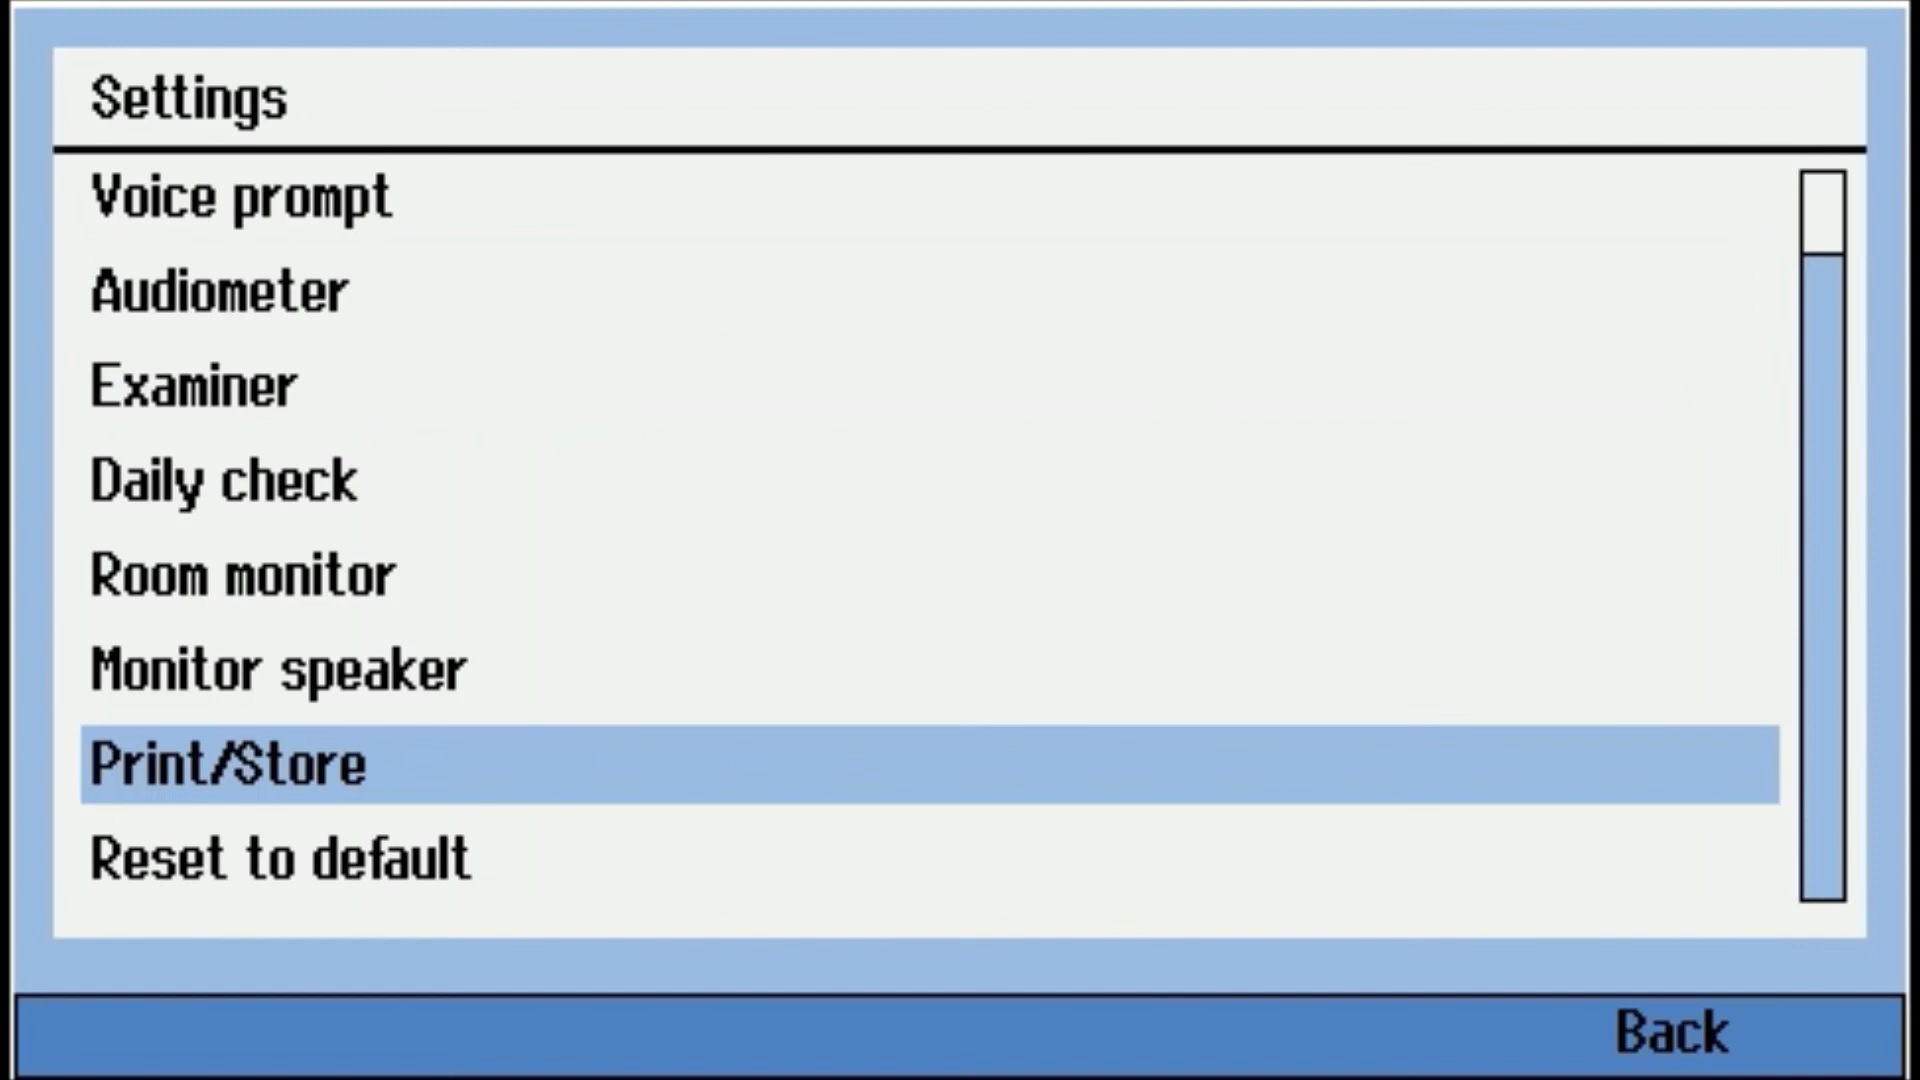 Settings
Voice prompt
Audiometer
Examiner
Daily check
Room monitor
Monitor speaker
Print/Store
Reset to default
Back